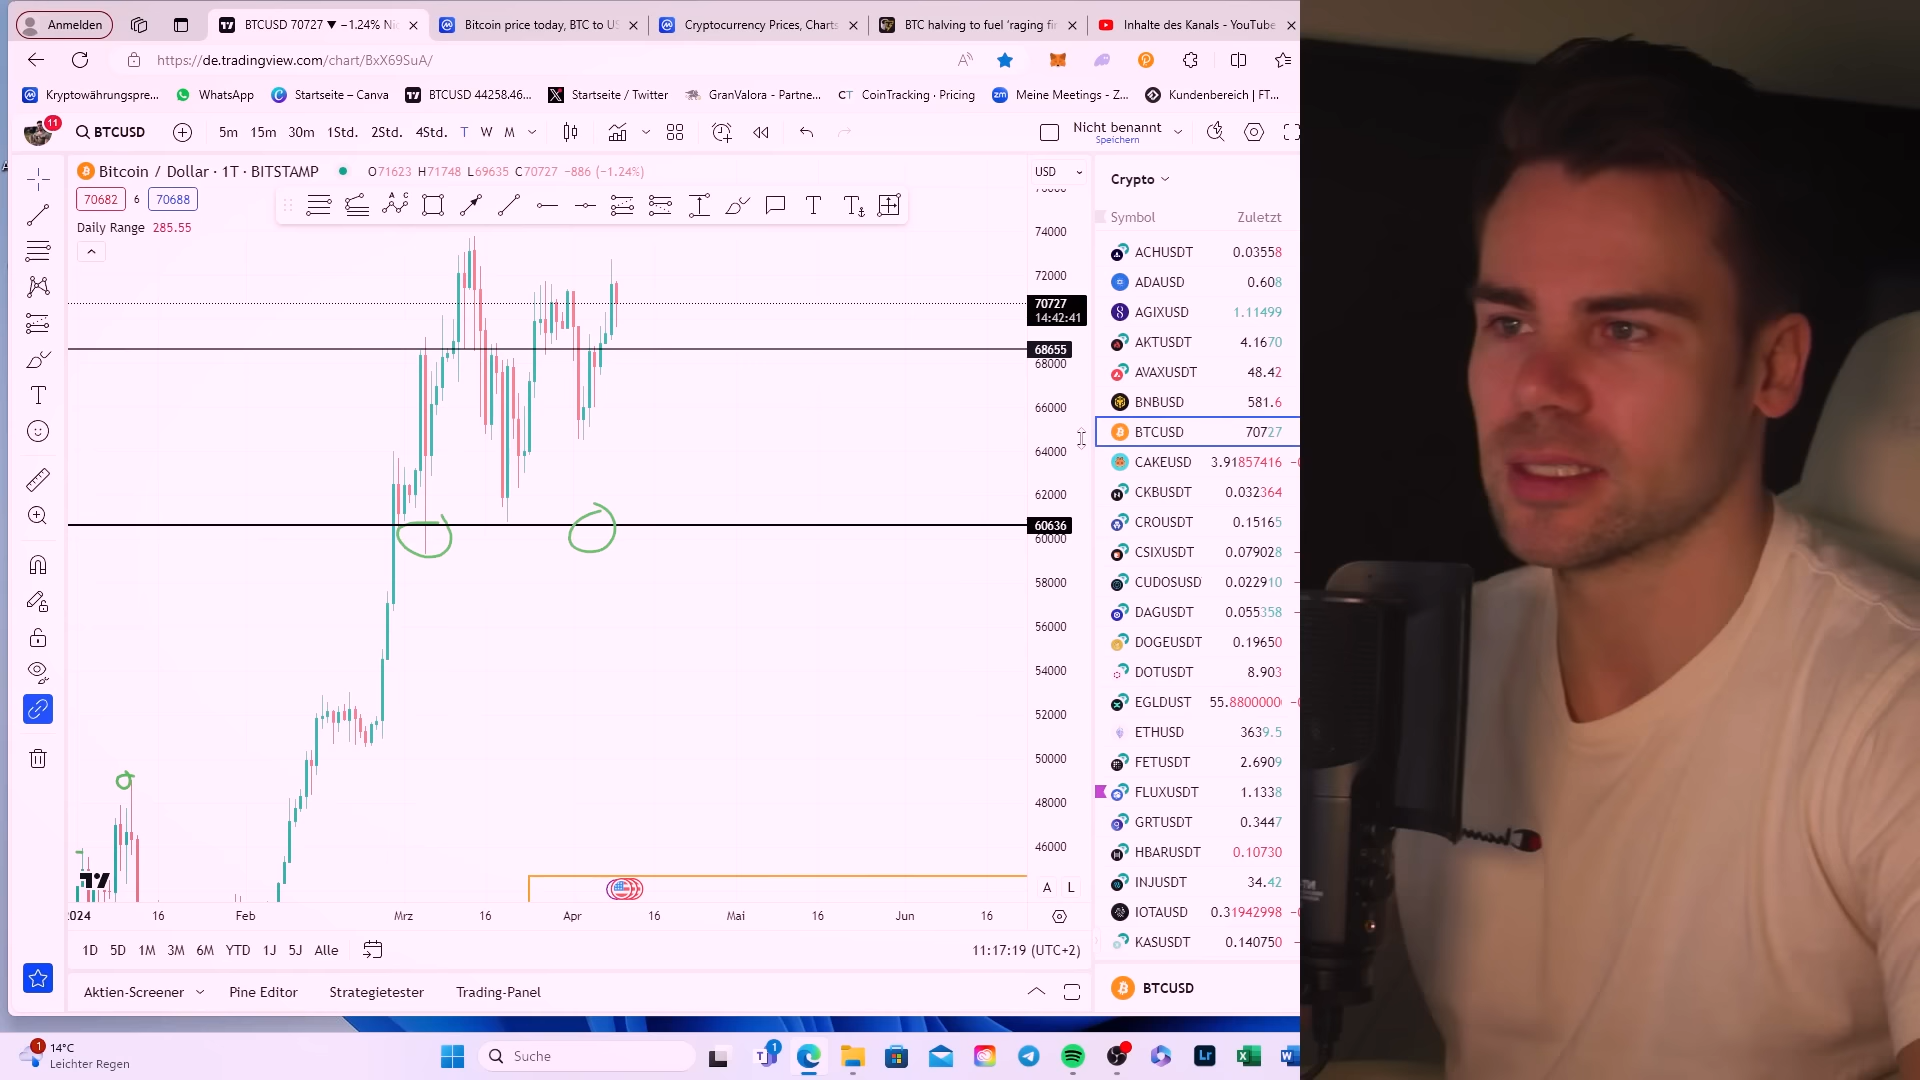 Anmelden
BTCUSD 70727 ▼ −1.24% Nic
Bitcoin price today, BTC to US
Cryptocurrency Prices, Charts
BTC halving to fuel 'raging fir
Inhalte des Kanals - YouTube
https://de.tradingview.com/chart/BxX69SuA/
Kryptowährungspre...
WhatsApp
Startseite – Canva
BTCUSD 44258.46...
Startseite / Twitter
GranValora - Partne...
CT CoinTracking · Pricing
zm Meine Meetings - Z...
Kundenbereich | FT...
11
BTCUSD
5m 15m 30m 1Std. 2Std. 4Std. T W M
Nicht benannt
Speichern
Bitcoin / Dollar · 1T · BITSTAMP
O71623 H71748 L69635 C70727 −886 (−1.24%)
70682 6 70688
Daily Range 285.55
USD
74000
72000
70727
14:42:41
68655
68000
66000
64000
62000
60636
60000
58000
56000
54000
52000
50000
48000
46000
A L
2024 16 Feb Mrz 16 Apr 16 Mai 16 Jun 16
1D 5D 1M 3M 6M YTD 1J 5J Alle
11:17:19 (UTC+2)
Aktien-Screener
Pine Editor
Strategietester
Trading-Panel
Crypto
Symbol Zuletzt
ACHUSDT 0.03558
ADAUSD 0.608
AGIXUSD 1.11499
AKTUSDT 4.1670
AVAXUSDT 48.42
BNBUSD 581.6
BTCUSD 70727
CAKEUSD 3.91857416
CKBUSDT 0.032364
CROUSDT 0.15165
CSIXUSDT 0.079028
CUDOSUSD 0.022910
DAGUSDT 0.055358
DOGEUSDT 0.19650
DOTUSDT 8.903
EGLDUST 55.8800000
ETHUSD 3639.5
FETUSDT 2.6909
FLUXUSDT 1.1338
GRTUSDT 0.3447
HBARUSDT 0.10730
INJUSDT 34.42
IOTAUSD 0.31942998
KASUSDT 0.140750
BTCUSD
1
14°C
Leichter Regen
Suche
1
Lr